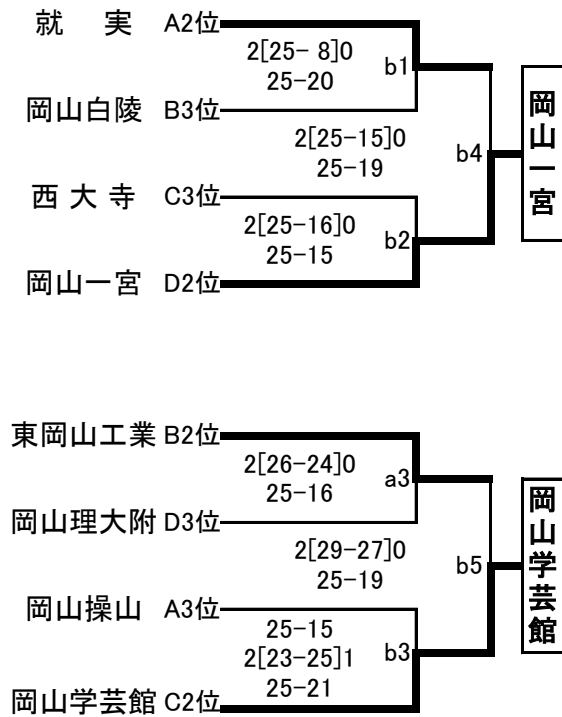 就 実 A2位
2[25- 8]0
25-20
b1
岡山白陵 B3位
2[25-15]0
25-19
b4
岡山一宮
西大寺 C3位
2[25-16]0
25-15
b2
岡山一宮 D2位
東岡山工業 B2位
2[26-24]0
25-16
a3
岡山理大附 D3位
2[29-27]0
25-19
b5
岡山学芸館
岡山操山 A3位
25-15
2[23-25]1
25-21
b3
岡山学芸館 C2位